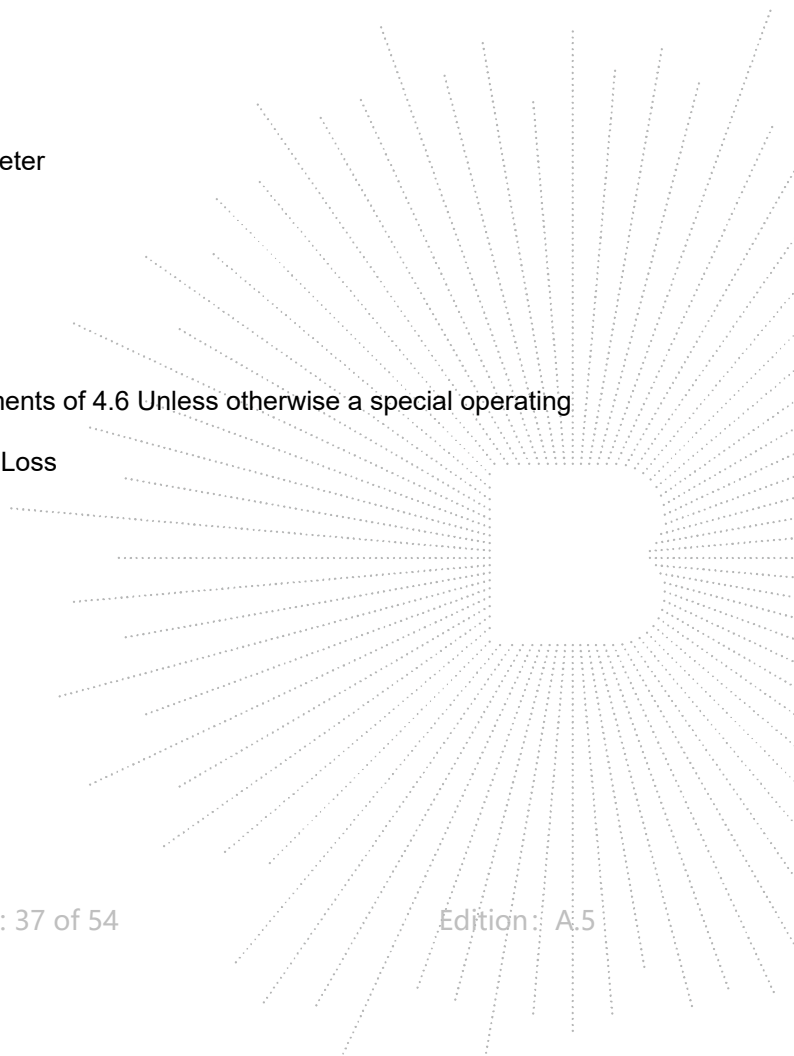 eter
nents of 4.6 Unless otherwise a special operating
Loss
: 37 of 54 Edition：A.5